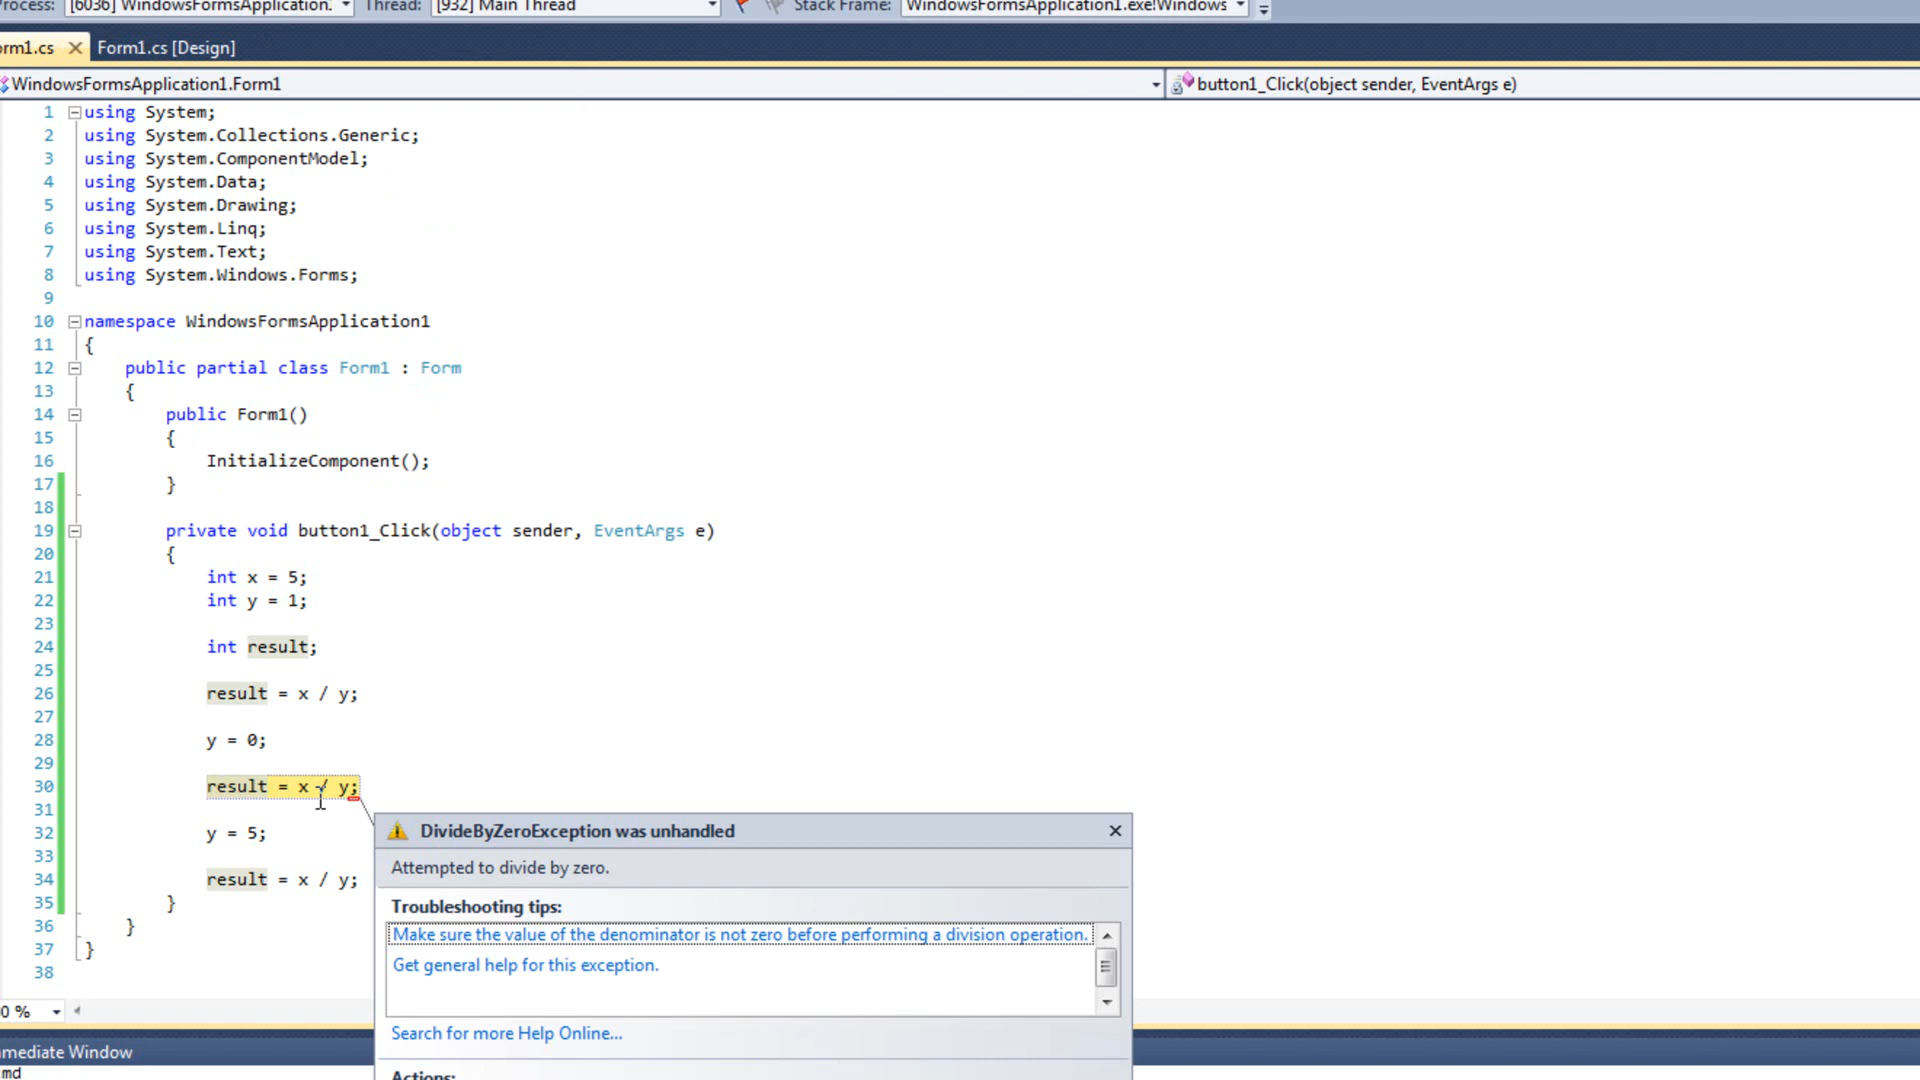 Process: [6036] WindowsFormsApplication: Thread: [932] Main Thread Stack Frame: WindowsFormsApplication1.exe!Windows
orm1.cs Form1.cs [Design]
WindowsFormsApplication1.Form1 button1_Click(object sender, EventArgs e)
1 using System;
2 using System.Collections.Generic;
3 using System.ComponentModel;
4 using System.Data;
5 using System.Drawing;
6 using System.Linq;
7 using System.Text;
8 using System.Windows.Forms;
9
10 namespace WindowsFormsApplication1
11 {
12 public partial class Form1 : Form
13 {
14 public Form1()
15 {
16 InitializeComponent();
17 }
18
19 private void button1_Click(object sender, EventArgs e)
20 {
21 int x = 5;
22 int y = 1;
23
24 int result;
25
26 result = x / y;
27
28 y = 0;
29
30 result = x / y;
31
32 y = 5;
33
34 result = x / y;
35 }
36 }
37 }
38
DivideByZeroException was unhandled
Attempted to divide by zero.
Troubleshooting tips:
Make sure the value of the denominator is not zero before performing a division operation.
Get general help for this exception.
Search for more Help Online...
Actions:
0 %
mediate Window
md